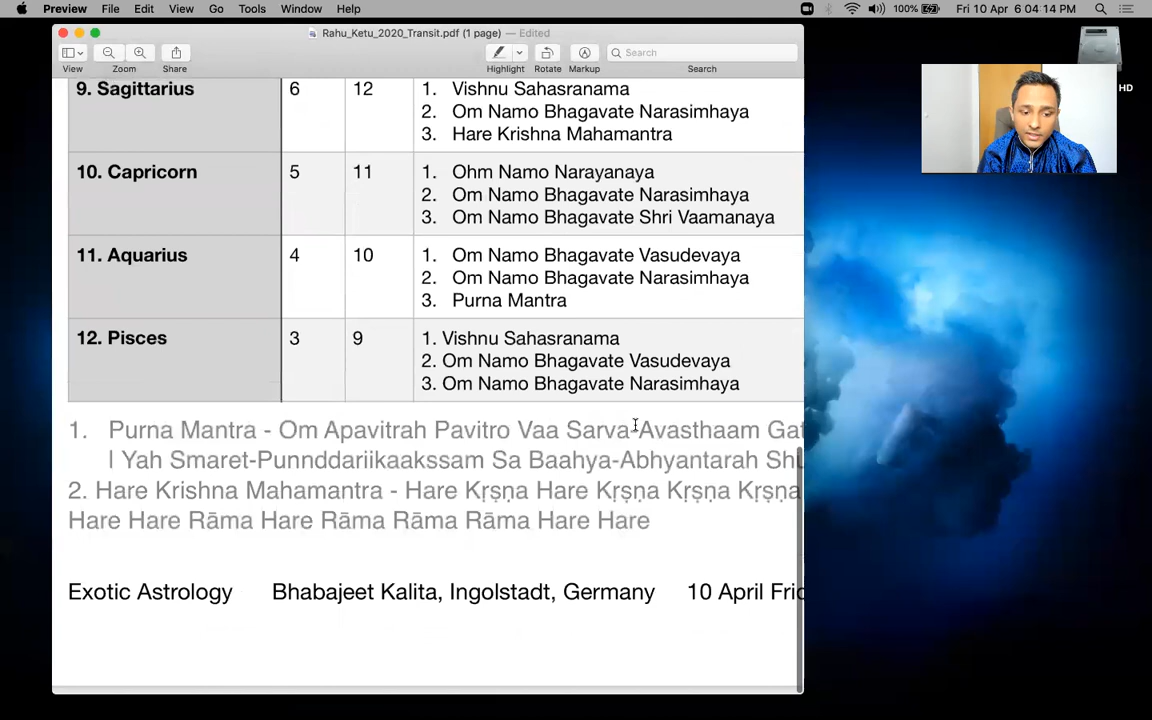 Preview File Edit View Go Tools Window Help 100% Fri 10 Apr 6 04:14 PM
Rahu_Ketu_2020_Transit.pdf (1 page) — Edited
Search
View Zoom Share Highlight Rotate Markup Search
HD
9. Sagittarius 6 12 1. Vishnu Sahasranama
2. Om Namo Bhagavate Narasimhaya
3. Hare Krishna Mahamantra
10. Capricorn 5 11 1. Ohm Namo Narayanaya
2. Om Namo Bhagavate Narasimhaya
3. Om Namo Bhagavate Shri Vaamanaya
11. Aquarius 4 10 1. Om Namo Bhagavate Vasudevaya
2. Om Namo Bhagavate Narasimhaya
3. Purna Mantra
12. Pisces 3 9 1. Vishnu Sahasranama
2. Om Namo Bhagavate Vasudevaya
3. Om Namo Bhagavate Narasimhaya
1. Purna Mantra - Om Apavitrah Pavitro Vaa Sarva-Avasthaam
| Yah Smaret-Punnddariikaakssam Sa Baahya-Abhyantarah
2. Hare Krishna Mahamantra - Hare Kṛṣṇa Hare Kṛṣṇa Kṛṣṇa Kṛṣṇa
Hare Hare Rāma Hare Rāma Rāma Rāma Hare Hare
Exotic Astrology Bhabajeet Kalita, Ingolstadt, Germany 10 April